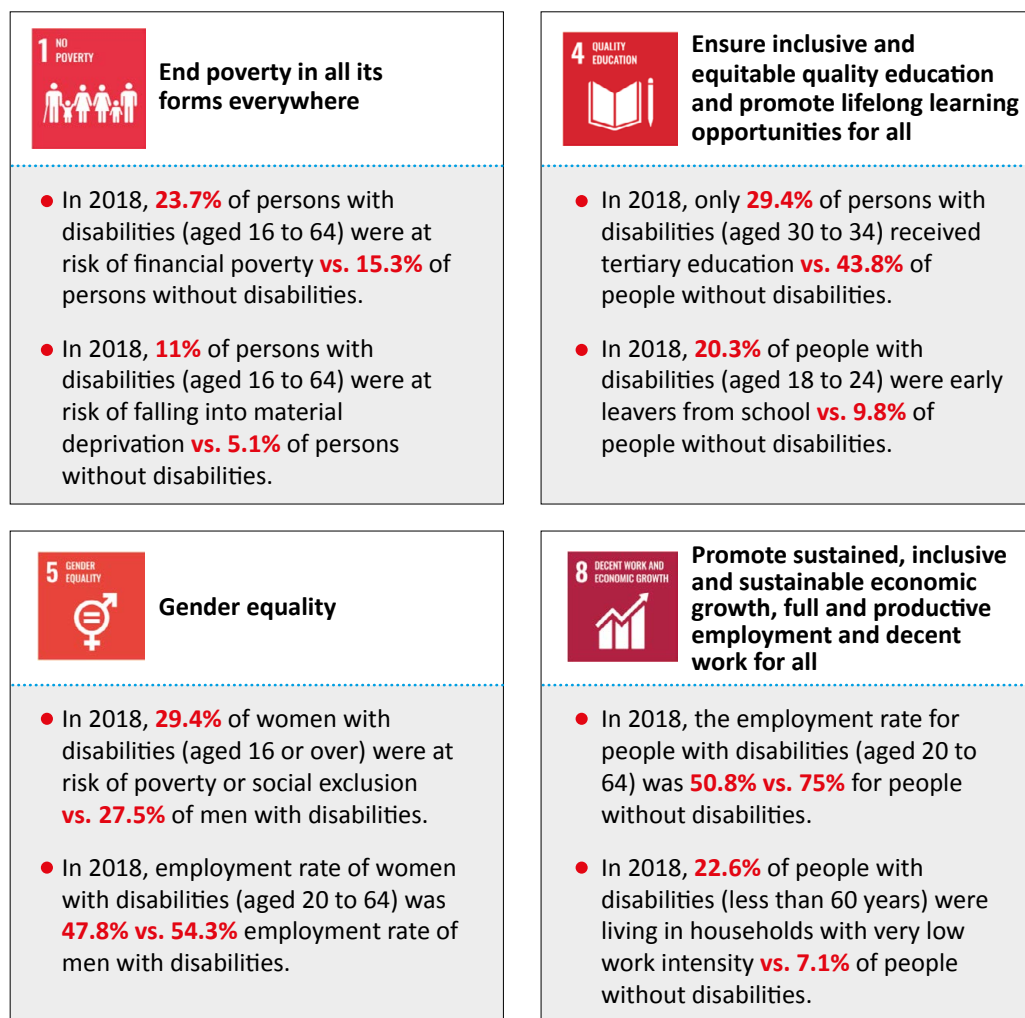 1 NO
POVERTY
End poverty in all its
forms everywhere
• In 2018, 23.7% of persons with
disabilities (aged 16 to 64) were at
risk of financial poverty vs. 15.3% of
persons without disabilities.
• In 2018, 11% of persons with
disabilities (aged 16 to 64) were at
risk of falling into material
deprivation vs. 5.1% of persons
without disabilities.
4 QUALITY
EDUCATION
Ensure inclusive and
equitable quality education
and promote lifelong learning
opportunities for all
• In 2018, only 29.4% of persons with
disabilities (aged 30 to 34) received
tertiary education vs. 43.8% of
people without disabilities.
• In 2018, 20.3% of people with
disabilities (aged 18 to 24) were early
leavers from school vs. 9.8% of
people without disabilities.
5 GENDER
EQUALITY
Gender equality
• In 2018, 29.4% of women with
disabilities (aged 16 or over) were at
risk of poverty or social exclusion
vs. 27.5% of men with disabilities.
• In 2018, employment rate of women
with disabilities (aged 20 to 64) was
47.8% vs. 54.3% employment rate of
men with disabilities.
8 DECENT WORK AND
ECONOMIC GROWTH
Promote sustained, inclusive
and sustainable economic
growth, full and productive
employment and decent
work for all
• In 2018, the employment rate for
people with disabilities (aged 20 to
64) was 50.8% vs. 75% for people
without disabilities.
• In 2018, 22.6% of people with
disabilities (less than 60 years) were
living in households with very low
work intensity vs. 7.1% of people
without disabilities.